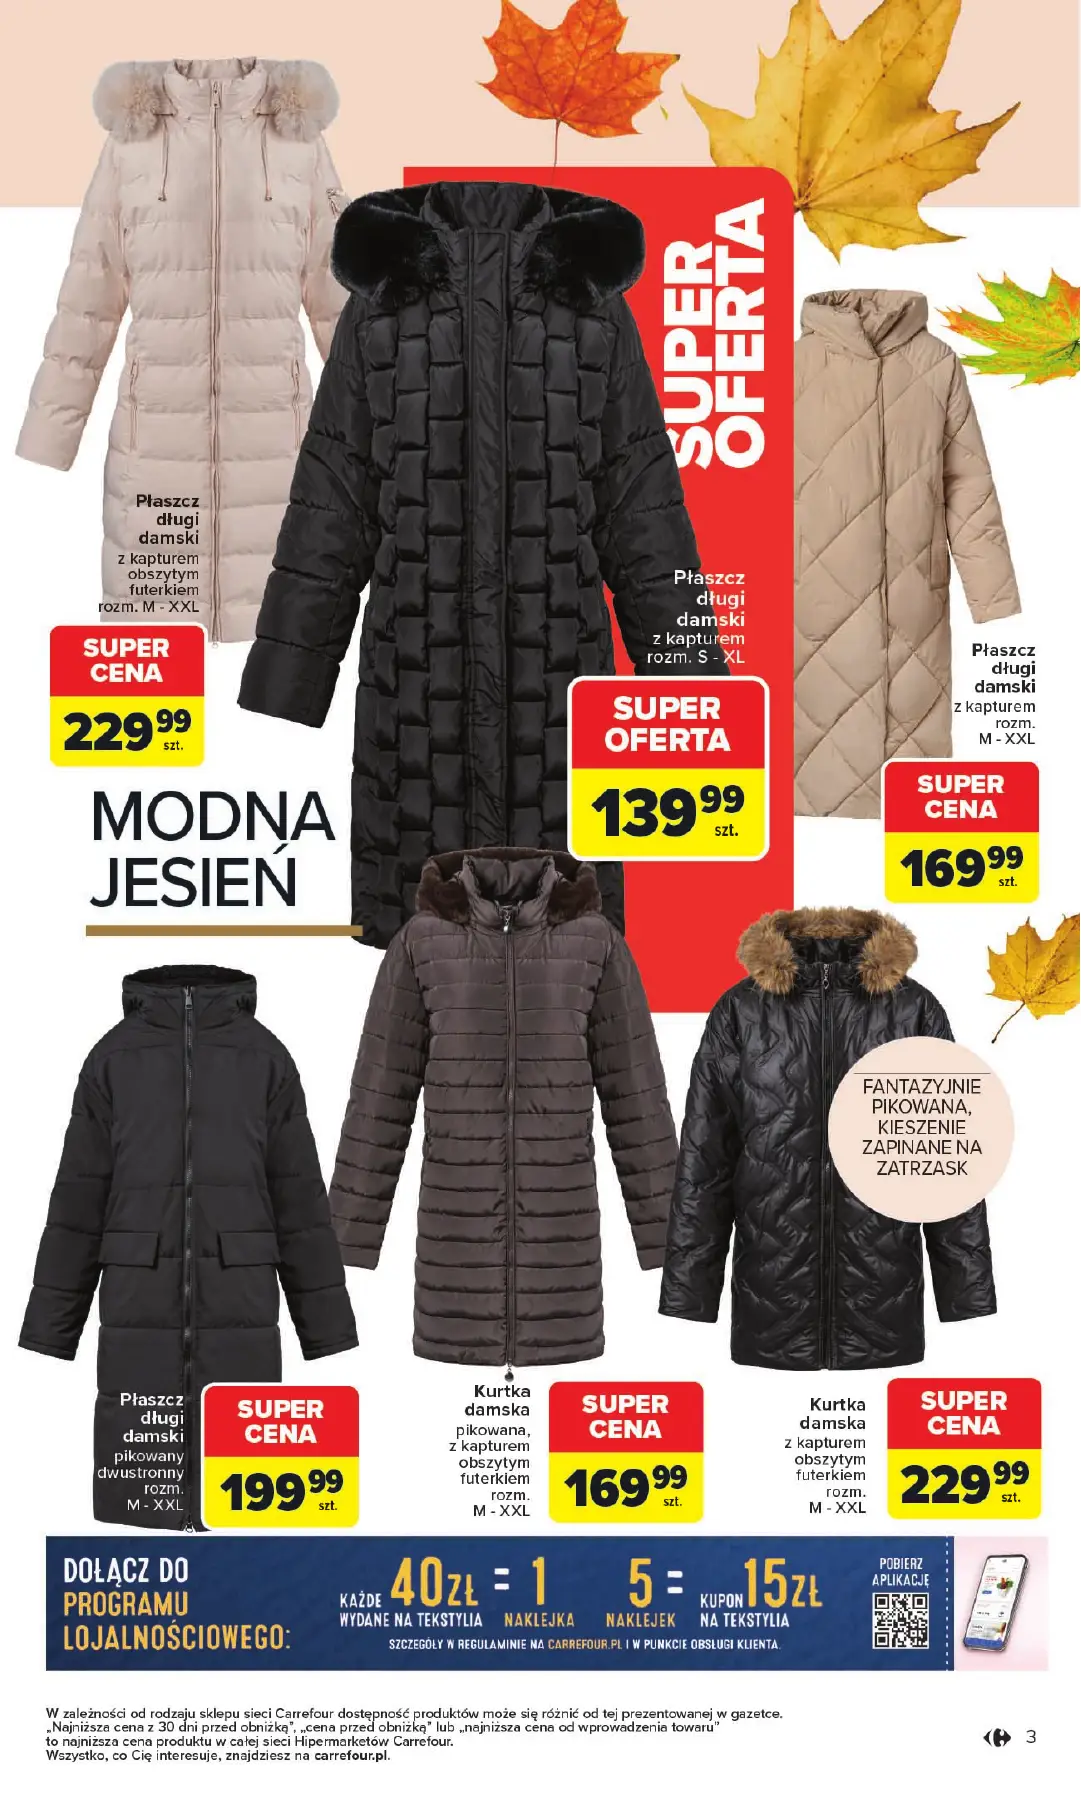 SUPER
OFERTA
Płaszcz
długi
damski
z kapturem
obszytym
futerkiem
rozm. M - XXL
SUPER
CENA
229 99
szt.
Płaszcz
długi
damski
z kapturem
rozm. S - XL
SUPER
OFERTA
139 99
szt.
Płaszcz
długi
damski
z kapturem
rozm.
M - XXL
SUPER
CENA
169 99
szt.
MODNA
JESIEŃ
FANTAZYJNIE
PIKOWANA,
KIESZENIE
ZAPINANE NA
ZATRZASK
Płaszcz
długi
damski
pikowany
dwustronny
rozm.
M - XXL
SUPER
CENA
199 99
szt.
Kurtka
damska
pikowana,
z kapturem
obszytym
futerkiem
rozm.
M - XXL
SUPER
CENA
169 99
szt.
Kurtka
damska
z kapturem
obszytym
futerkiem
rozm.
M - XXL
SUPER
CENA
229 99
szt.
DOŁĄCZ DO
PROGRAMU
LOJALNOŚCIOWEGO:
KAŻDE 40ZŁ = 1 5 = KUPON 15ZŁ
WYDANE NA TEKSTYLIA NAKLEJKA NAKLEJEK NA TEKSTYLIA
SZCZEGÓŁY W REGULAMINIE NA CARREFOUR.PL I W PUNKCIE OBSŁUGI KLIENTA.
POBIERZ
APLIKACJĘ
W zależności od rodzaju sklepu sieci Carrefour dostępność produktów może się różnić od tej prezentowanej w gazetce.
„Najniższa cena z 30 dni przed obniżką”, „cena przed obniżką” lub „najniższa cena od wprowadzenia towaru”
to najniższa cena produktu w całej sieci Hipermarketów Carrefour.
Wszystko, co Cię interesuje, znajdziesz na carrefour.pl.
3